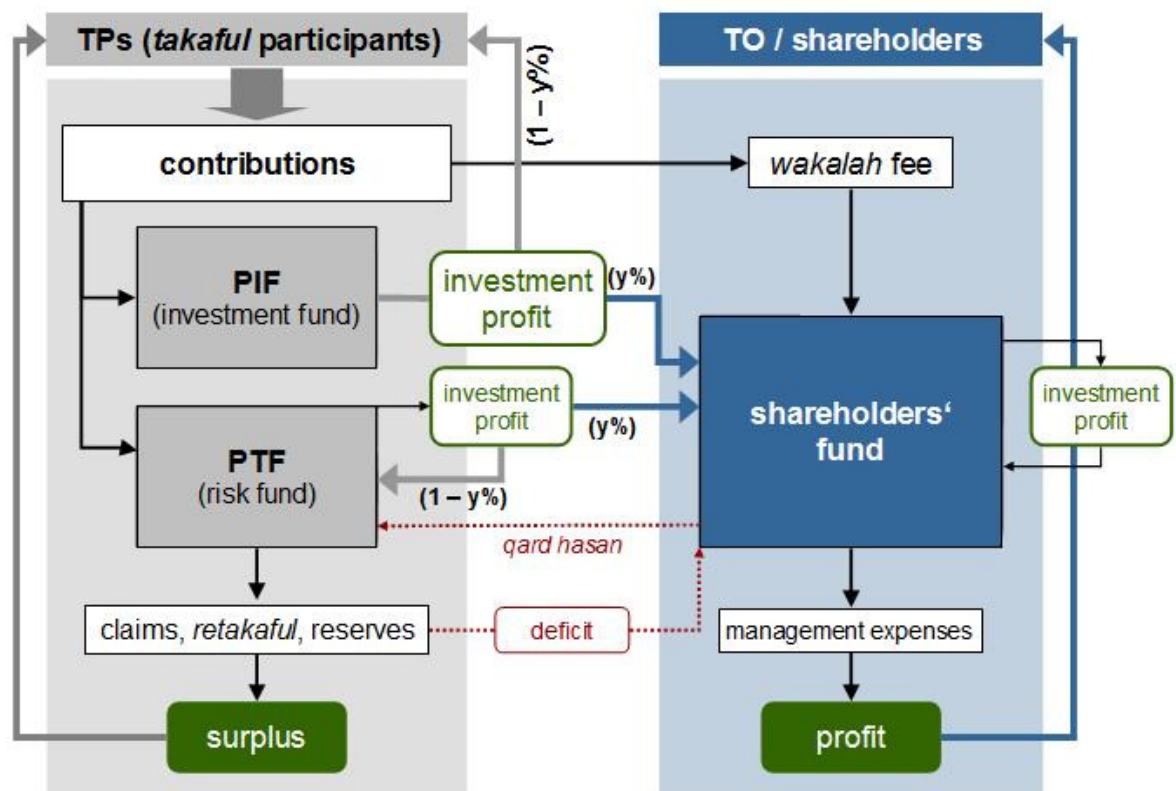 TPs (takaful participants)
TO / shareholders
(1 – y%)
contributions
wakalah fee
PIF
(investment fund)
investment
profit
(y%)
investment
profit
(y%)
(1 – y%)
PTF
(risk fund)
shareholders‘
fund
investment
profit
qard hasan
claims, retakaful, reserves
deficit
management expenses
surplus
profit